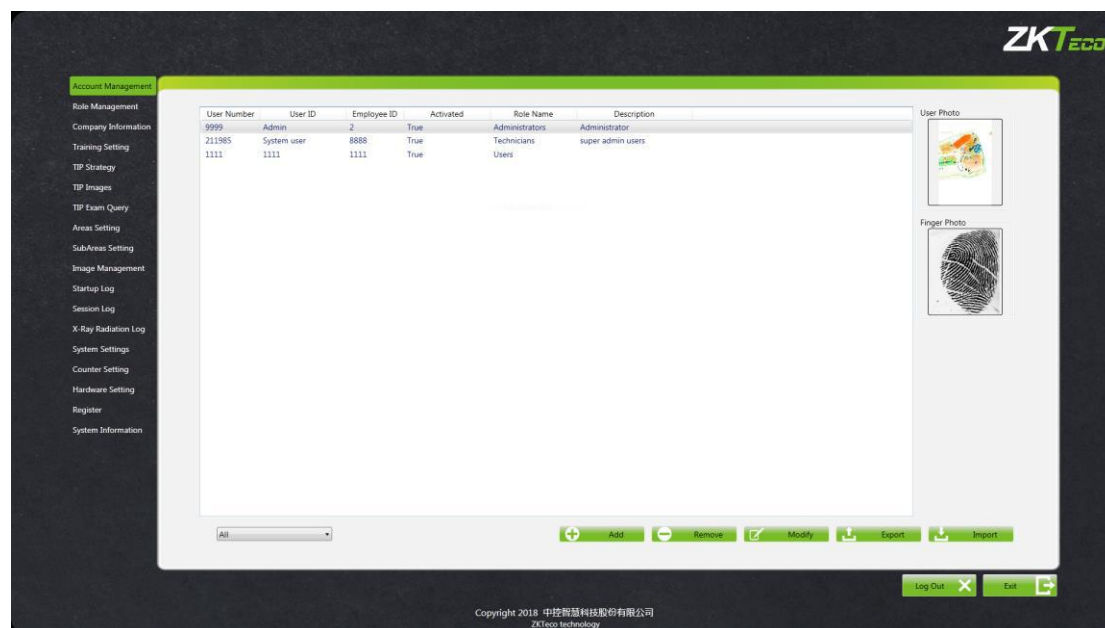 ZKTeco
Account Management
Role Management
Company Information
Training Setting
TIP Strategy
TIP Images
TIP Exam Query
Areas Setting
SubAreas Setting
Image Management
Startup Log
Session Log
X-Ray Radiation Log
System Settings
Counter Setting
Hardware Setting
Register
System Information
User Number User ID Employee ID Activated Role Name Description
9999 Admin 2 True Administrators Administrator
211985 System user 8888 True Technicians super admin users
1111 1111 1111 True Users
User Photo
Finger Photo
All
Add Remove Modify Export Import
Log Out Exit
Copyright 2018 中控智慧科技股份有限公司
ZKTeco technology